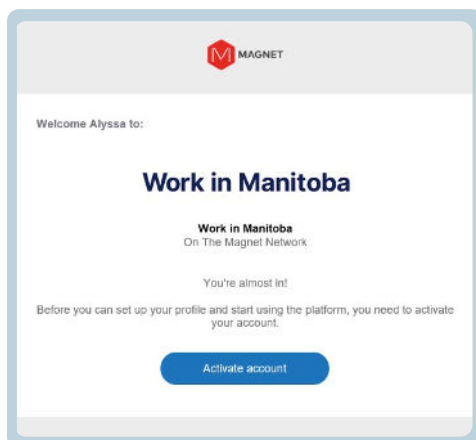 MAGNET
Welcome Alyssa to:
Work in Manitoba
Work in Manitoba
On The Magnet Network
You're almost in!
Before you can set up your profile and start using the platform, you need to activate
your account.
Activate account